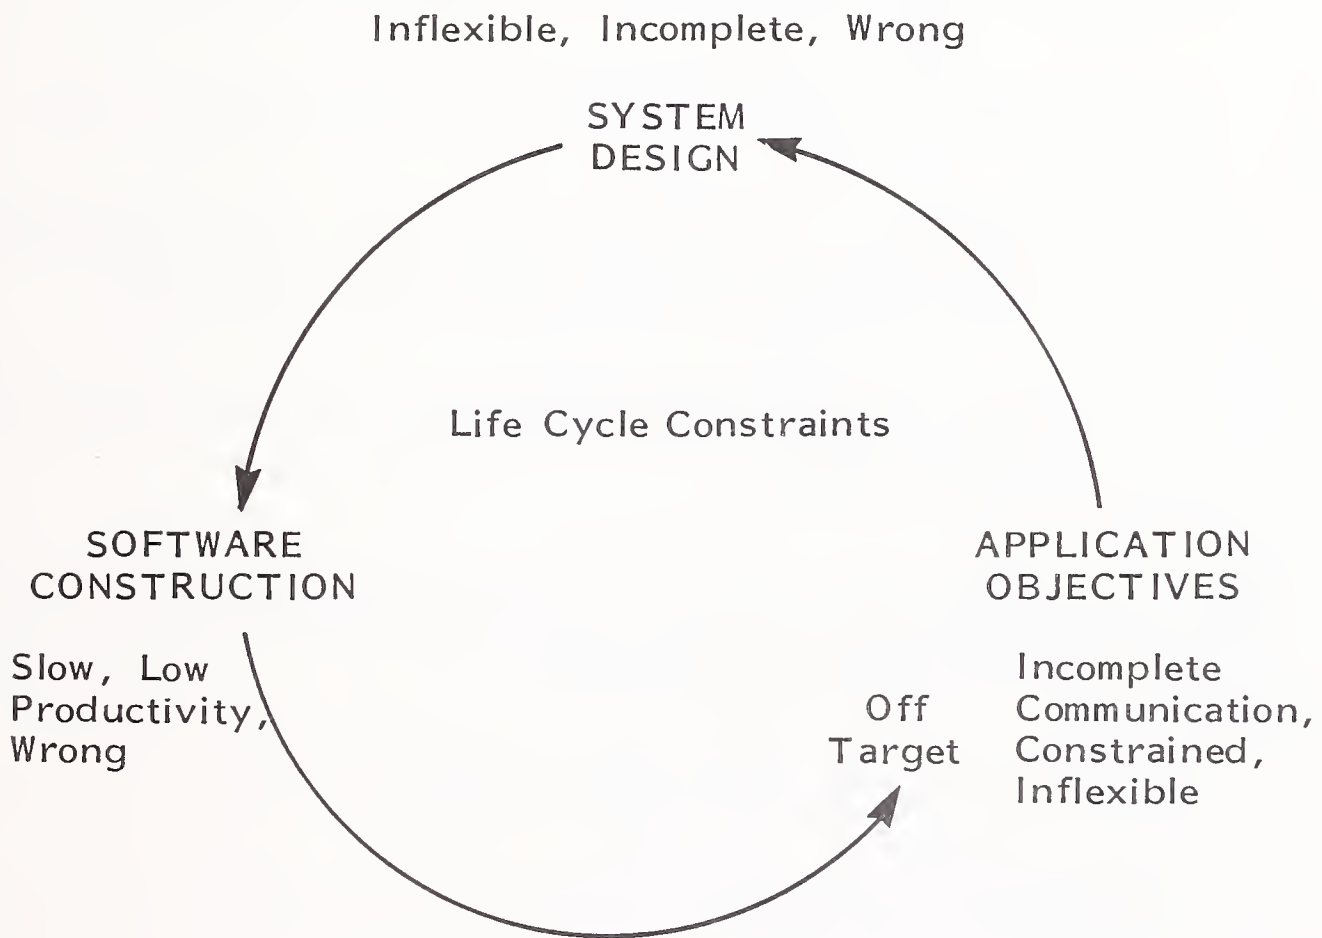 Inflexible, Incomplete, Wrong
SYSTEM
DESIGN
Life Cycle Constraints
SOFTWARE
CONSTRUCTION
Slow, Low
Productivity,
Wrong
APPLICATION
OBJECTIVES
Off
Target
Incomplete
Communication,
Constrained,
Inflexible